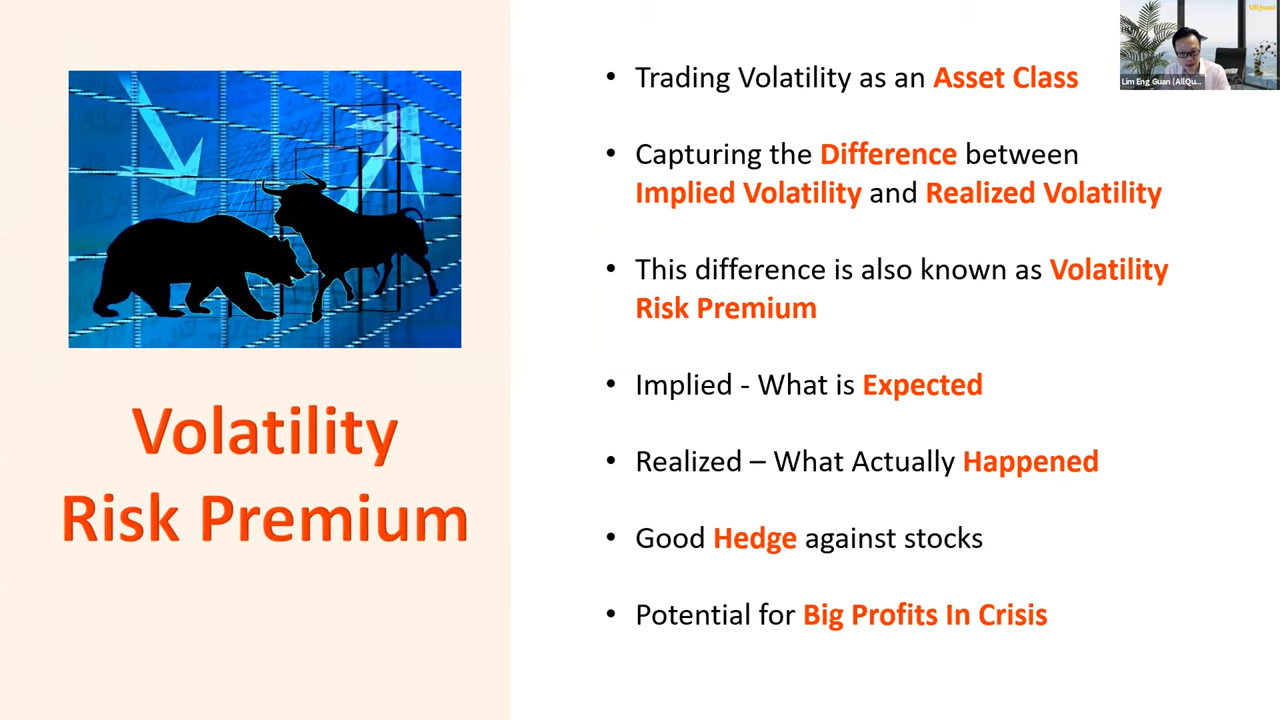 AllQuant
Lim Eng Guan (AllQu...
• Trading Volatility as an Asset Class
• Capturing the Difference between
Implied Volatility and Realized Volatility
• This difference is also known as Volatility
Risk Premium
• Implied - What is Expected
• Realized – What Actually Happened
• Good Hedge against stocks
• Potential for Big Profits In Crisis
Volatility
Risk Premium